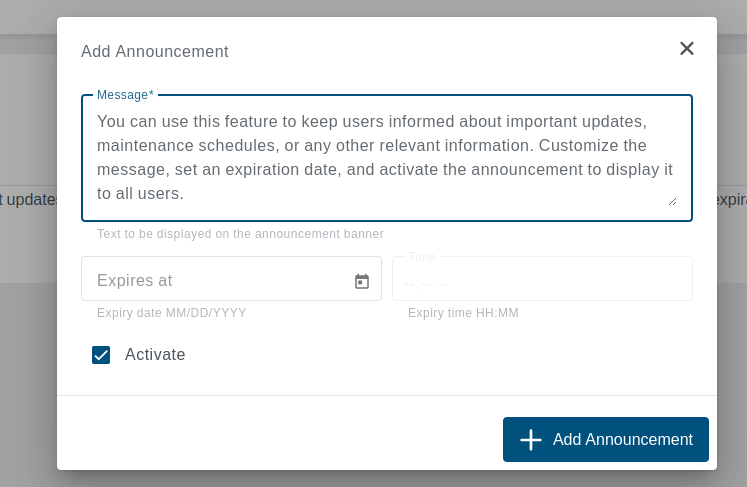 Add Announcement
Message*
You can use this feature to keep users informed about important updates,
maintenance schedules, or any other relevant information. Customize the
message, set an expiration date, and activate the announcement to display it
to all users.
t updates
expira
Text to be displayed on the announcement banner
Time
Expires at
--:-- --
Expiry date MM/DD/YYYY
Expiry time HH:MM
Activate
Add Announcement